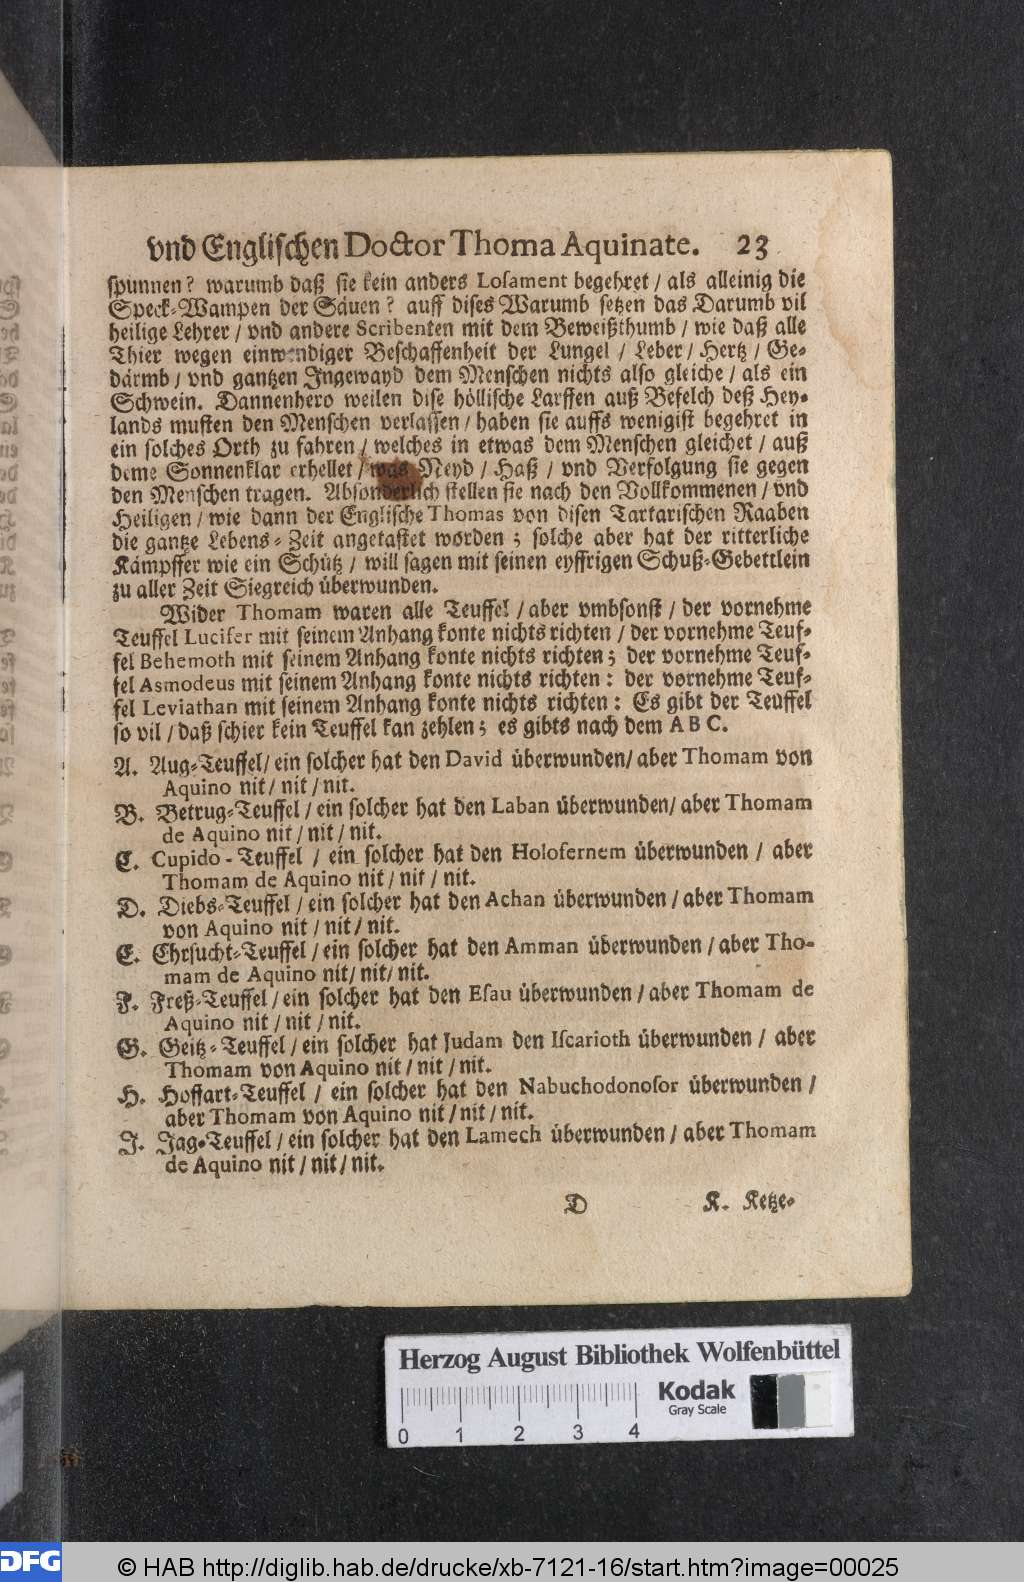 vnd Englischen Doctor Thoma Aquinate. 23
spunnen? warumb daß sie kein anders Losament begehret / als alleinig die
Speck-Wampen der Säuen? auff dises Warumb setzen das Darumb vil
heilige Lehrer / vnd andere Scribenten mit dem Beweißthumb / wie daß alle
Thier wegen einwendiger Beschaffenheit der Lungel / Leber / Hertz / Ge-
därmb / vnd gantzen Ingewayd dem Menschen nichts also gleiche / als ein
Schwein. Dannenhero weilen dise höllische Larffen auß Befelch deß Hey-
lands musten den Menschen verlassen / haben sie auffs wenigist begehret in
ein solches Orth zu fahren / welches in etwas dem Menschen gleichet / auß
deme Sonnenklar erhellet / was Neyd / Haß / vnd Verfolgung sie gegen
den Menschen tragen. Absonderlich stellen sie nach den Vollkommenen / vnd
Heiligen / wie dann der Englische Thomas von disen Tartarischen Raaben
die gantze Lebens-Zeit angetastet worden; solche aber hat der ritterliche
Kämpffer wie ein Schütz / will sagen mit seinen eyffrigen Schuß-Gebettlein
zu aller Zeit Siegreich überwunden.
Wider Thomam waren alle Teuffel / aber vmbsonst / der vornehme
Teuffel Lucifer mit seinem Anhang konte nichts richten / der vornehme Teuf-
fel Behemoth mit seinem Anhang konte nichts richten; der vornehme Teuf-
fel Asmodeus mit seinem Anhang konte nichts richten: der vornehme Teuf-
fel Leviathan mit seinem Anhang konte nichts richten: Es gibt der Teuffel
so vil / daß schier kein Teuffel kan zehlen; es gibts nach dem A B C.
A. Aug-Teuffel / ein solcher hat den David überwunden / aber Thomam von
Aquino nit / nit / nit.
B. Betrug-Teuffel / ein solcher hat den Laban überwunden / aber Thomam
de Aquino nit / nit / nit.
C. Cupido-Teuffel / ein solcher hat den Holofernem überwunden / aber
Thomam de Aquino nit / nit / nit.
D. Diebs-Teuffel / ein solcher hat den Achan überwunden / aber Thomam
von Aquino nit / nit / nit.
E. Ehrsucht-Teuffel / ein solcher hat den Amman überwunden / aber Tho-
mam de Aquino nit / nit / nit.
F. Freß-Teuffel / ein solcher hat den Esau überwunden / aber Thomam de
Aquino nit / nit / nit.
G. Geitz-Teuffel / ein solcher hat Judam den Iscarioth überwunden / aber
Thomam von Aquino nit / nit / nit.
H. Hoffart-Teuffel / ein solcher hat den Nabuchodonosor überwunden /
aber Thomam von Aquino nit / nit / nit.
J. Jag-Teuffel / ein solcher hat den Lamech überwunden / aber Thomam
de Aquino nit / nit / nit.
D K. Ketze-
Herzog August Bibliothek Wolfenbüttel
Kodak
Gray Scale
0 1 2 3 4
DFG
© HAB http://diglib.hab.de/drucke/xb-7121-16/start.htm?image=00025